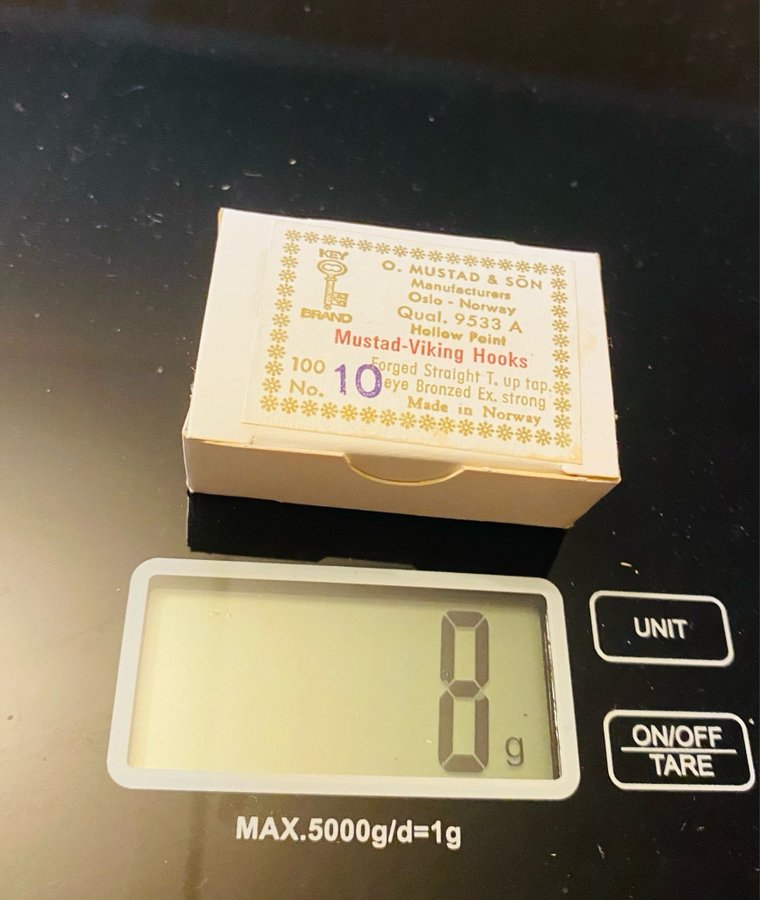 KEY
BRAND
O. MUSTAD & SÖN
Manufacturers
Oslo - Norway
Qual. 9533 A
Hollow Point
Mustad-Viking Hooks
100 Forged Straight T. up tap.
No. 10 eye Bronzed Ex. strong
Made in Norway
8 g
UNIT
ON/OFF
TARE
MAX.5000g/d=1g